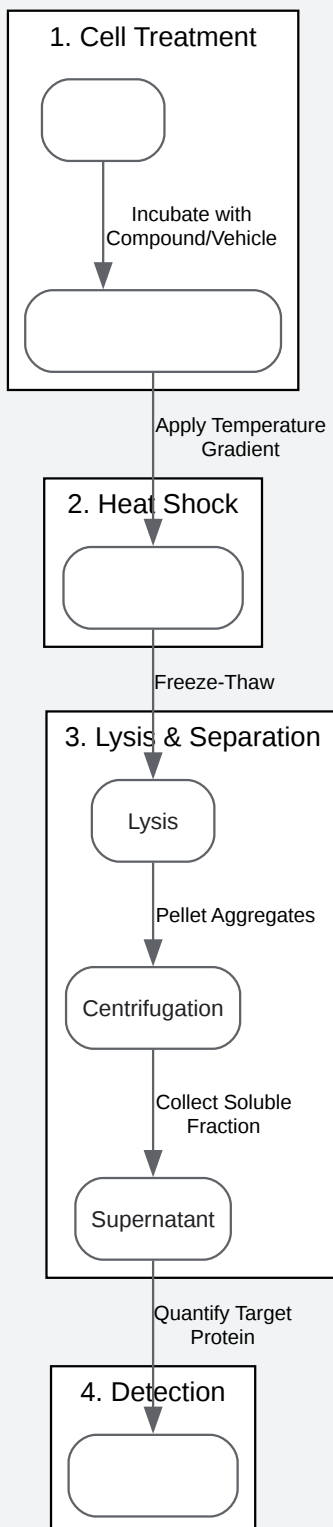 1. Cell Treatment
Incubate with
Compound/Vehicle
Apply Temperature
Gradient
2. Heat Shock
Freeze-Thaw
3. Lysis & Separation
Lysis
Pellet Aggregates
Centrifugation
Collect Soluble
Fraction
Supernatant
Quantify Target
Protein
4. Detection